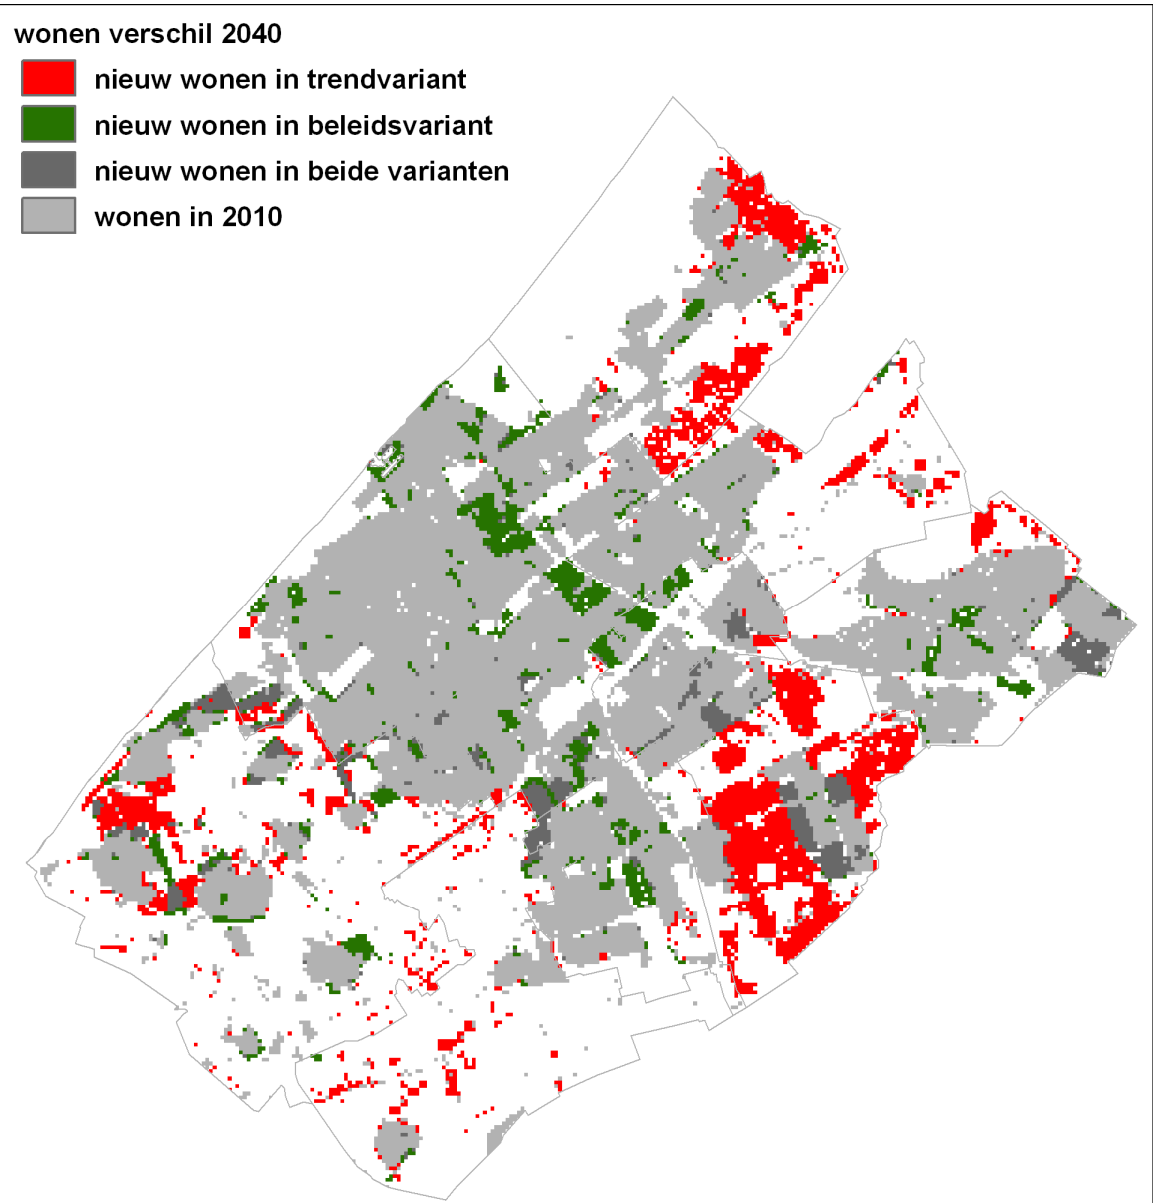 wonen verschil 2040
nieuw wonen in trendvariant
nieuw wonen in beleidsvariant
nieuw wonen in beide varianten
wonen in 2010